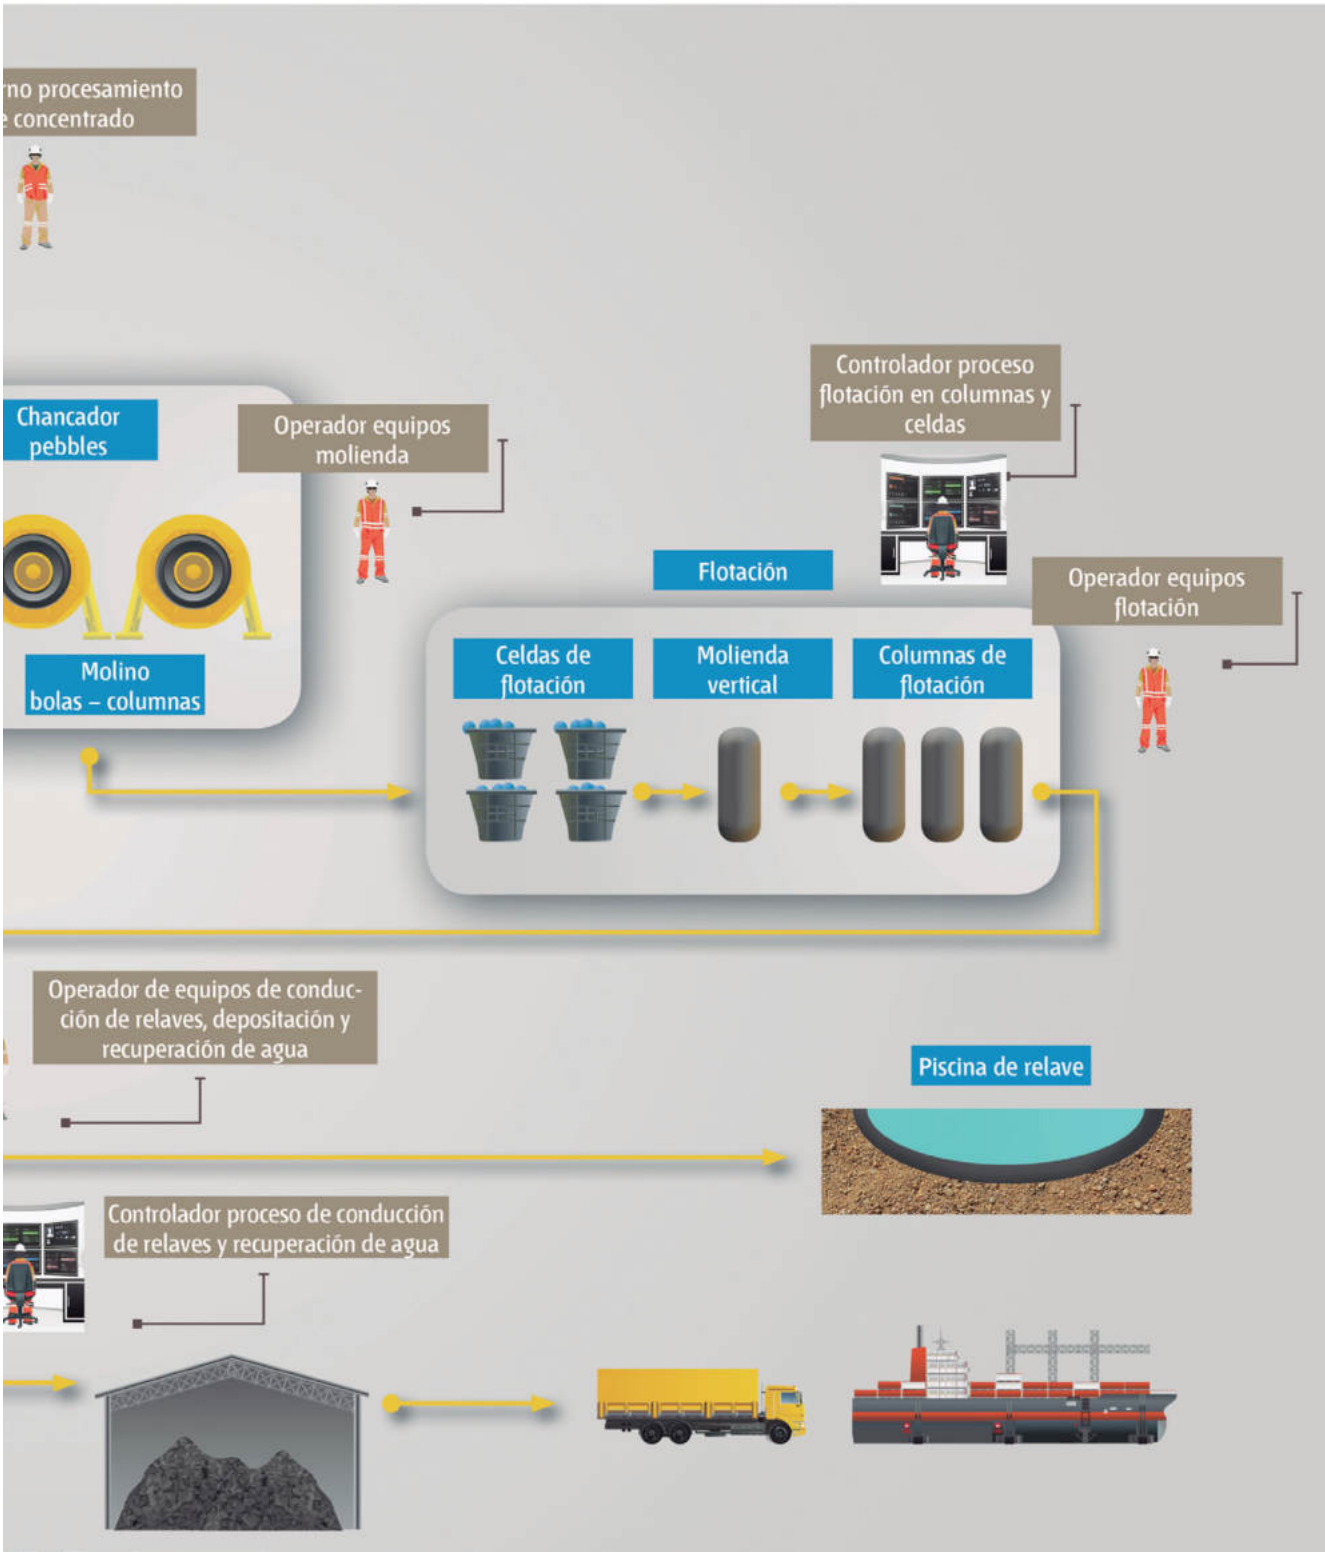 procesamiento
concentrado
Controlador proceso
flotación en columnas y
celdas
Chancador
pebbles
Operador equipos
molienda
Flotación
Operador equipos
flotación
Celdas de
flotación
Molienda
vertical
Columnas de
flotación
Molino
bolas – columnas
Operador de equipos de conduc-
ción de relaves, depositación y
recuperación de agua
Piscina de relave
Controlador proceso de conducción
de relaves y recuperación de agua